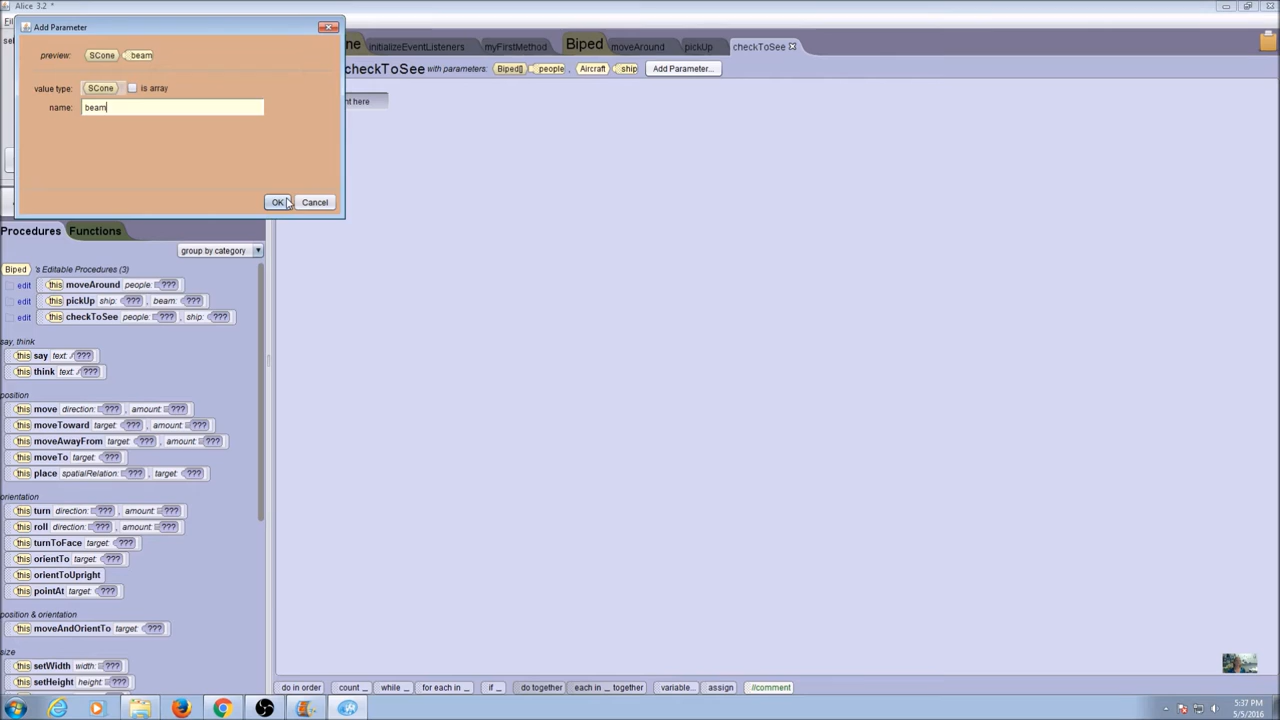 Alice 3.2 *
Add Parameter
preview: SCone beam
value type: SCone is array
name: beam
OK Cancel
initializeEventListeners myFirstMethod Biped moveAround pickUp checkToSee
checkToSee with parameters: Biped[] people , Aircraft ship Add Parameter...
here
Procedures Functions
group by category
Biped 's Editable Procedures (3)
edit this moveAround people: ???
edit this pickUp ship: ??? , beam: ???
edit this checkToSee people: ??? , ship: ???
say, think
this say text: ???
this think text: ???
position
this move direction: ??? , amount: ???
this moveToward target: ??? , amount: ???
this moveAwayFrom target: ??? , amount: ???
this moveTo target: ???
this place spatialRelation: ??? , target: ???
orientation
this turn direction: ??? , amount: ???
this roll direction: ??? , amount: ???
this turnToFace target: ???
this orientTo target: ???
this orientToUpright
this pointAt target: ???
position & orientation
this moveAndOrientTo target: ???
size
this setWidth width: ???
this setHeight height: ???
do in order count _ while _ for each in _ if _ do together each in _ together variable... assign //comment
5:37 PM
5/5/2016